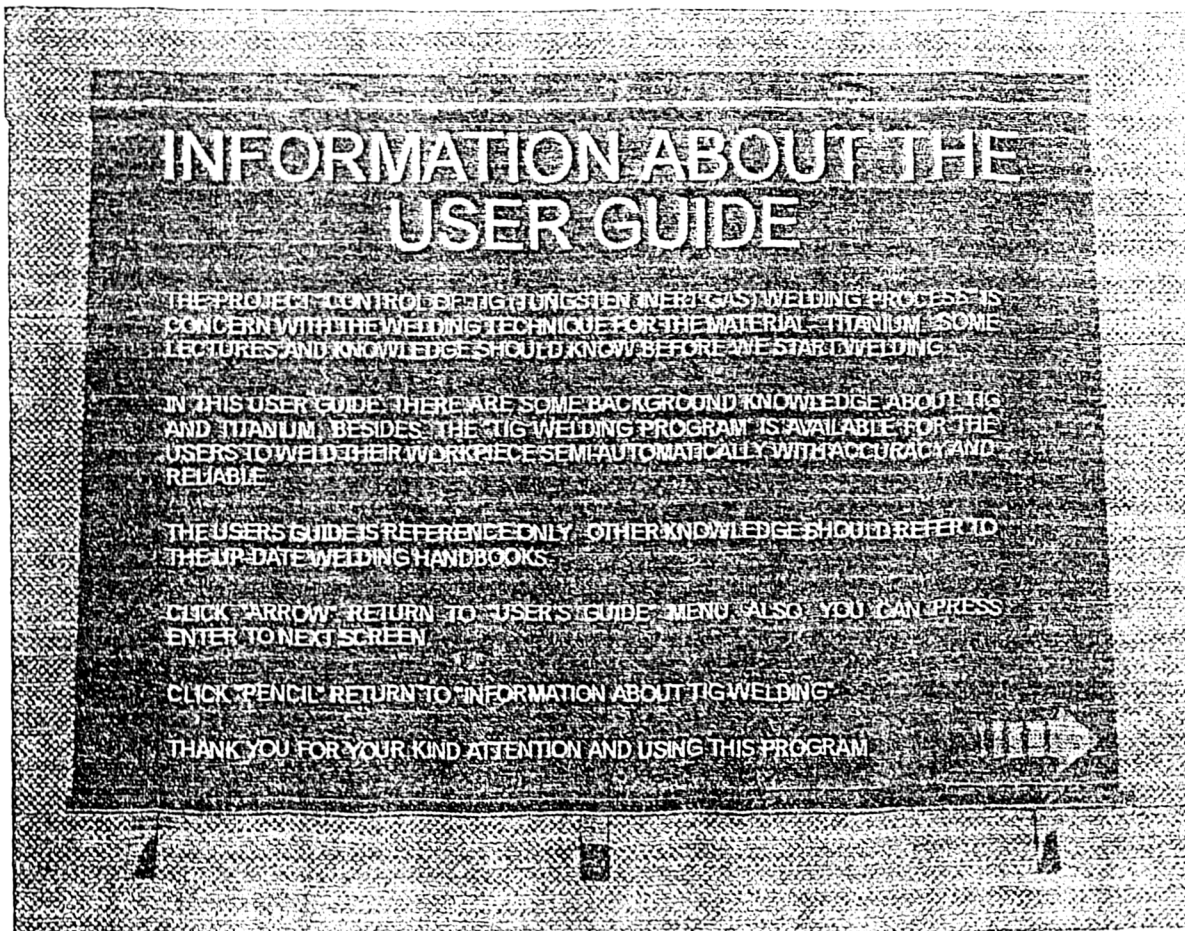 INFORMATION ABOUT THE
USER GUIDE
THE PROJECT "CONTROL OF TIG (TUNGSTEN INERT GAS) WELDING PROCESS" IS
CONCERN WITH THE WELDING TECHNIQUE FOR THE MATERIAL - TITANIUM. SOME
LECTURES AND KNOWLEDGE SHOULD KNOW BEFORE WE START WELDING.
IN THIS USER GUIDE, THERE ARE SOME BACKGROUND KNOWLEDGE ABOUT TIG
AND TITANIUM. BESIDES, THE "TIG WELDING PROGRAM" IS AVAILABLE FOR THE
USERS TO WELD THEIR WORKPIECE SEMI-AUTOMATICALLY WITH ACCURACY AND
RELIABLE.
THE USERS GUIDE IS REFERENCE ONLY. OTHER KNOWLEDGE SHOULD REFER TO
THE UP-DATE WELDING HANDBOOKS.
CLICK "ARROW" RETURN TO "USER'S GUIDE" MENU. ALSO, YOU CAN PRESS
ENTER TO NEXT SCREEN.
CLICK "PENCIL" RETURN TO "INFORMATION ABOUT TIG WELDING".
THANK YOU FOR YOUR KIND ATTENTION AND USING THIS PROGRAM